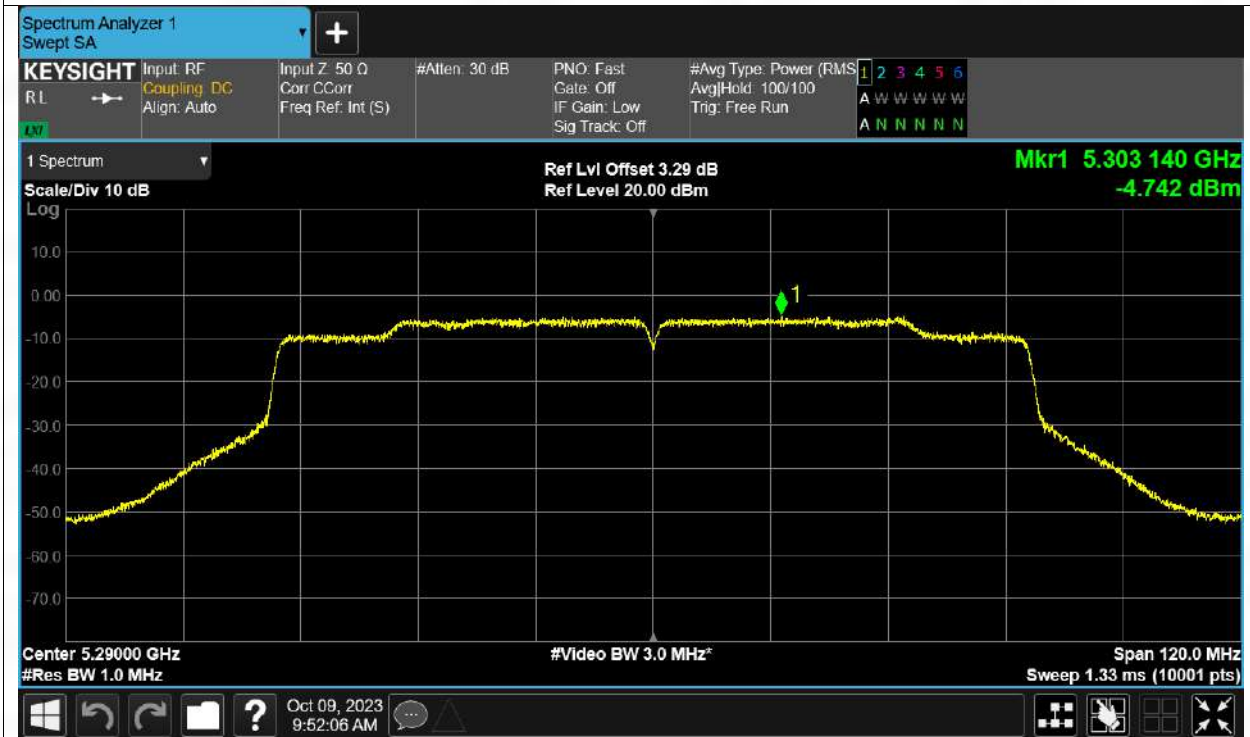 Spectrum Analyzer 1
Swept SA
+
KEYSIGHT
RL
LXI
Input: RF
Coupling: DC
Align: Auto
Input Z: 50 Ω
Corr CCorr
Freq Ref: Int (S)
#Atten: 30 dB
PNO: Fast
Gate: Off
IF Gain: Low
Sig Track: Off
#Avg Type: Power (RMS
Avg|Hold: 100/100
Trig: Free Run
1 2 3 4 5 6
A W W W W W
A N N N N N
1 Spectrum
Scale/Div 10 dB
Log
Ref Lvl Offset 3.29 dB
Ref Level 20.00 dBm
Mkr1 5.303 140 GHz
-4.742 dBm
10.0
0.00
-10.0
-20.0
-30.0
-40.0
-50.0
-60.0
-70.0
1
Center 5.29000 GHz
#Res BW 1.0 MHz
#Video BW 3.0 MHz*
Span 120.0 MHz
Sweep 1.33 ms (10001 pts)
?
Oct 09, 2023
9:52:06 AM